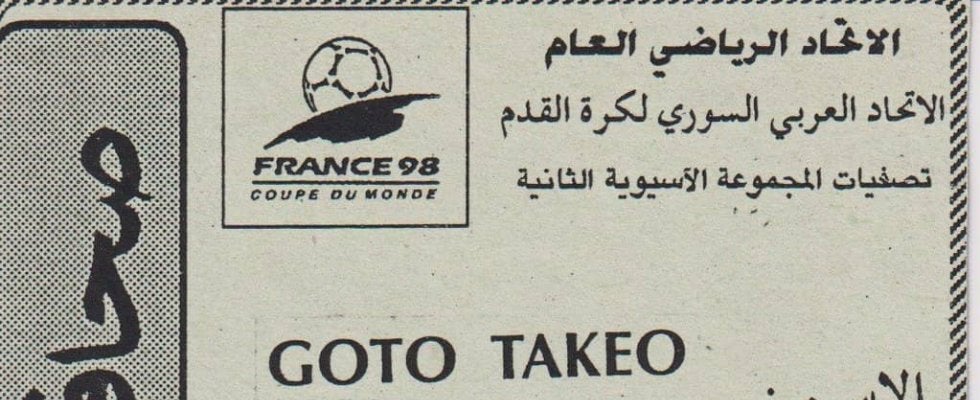 الاتحاد الرياضي العام
الاتحاد العربي السوري لكرة القدم
تصفيات المجموعة الآسيوية الثانية
FRANCE 98
COUPE DU MONDE
GOTO TAKEO